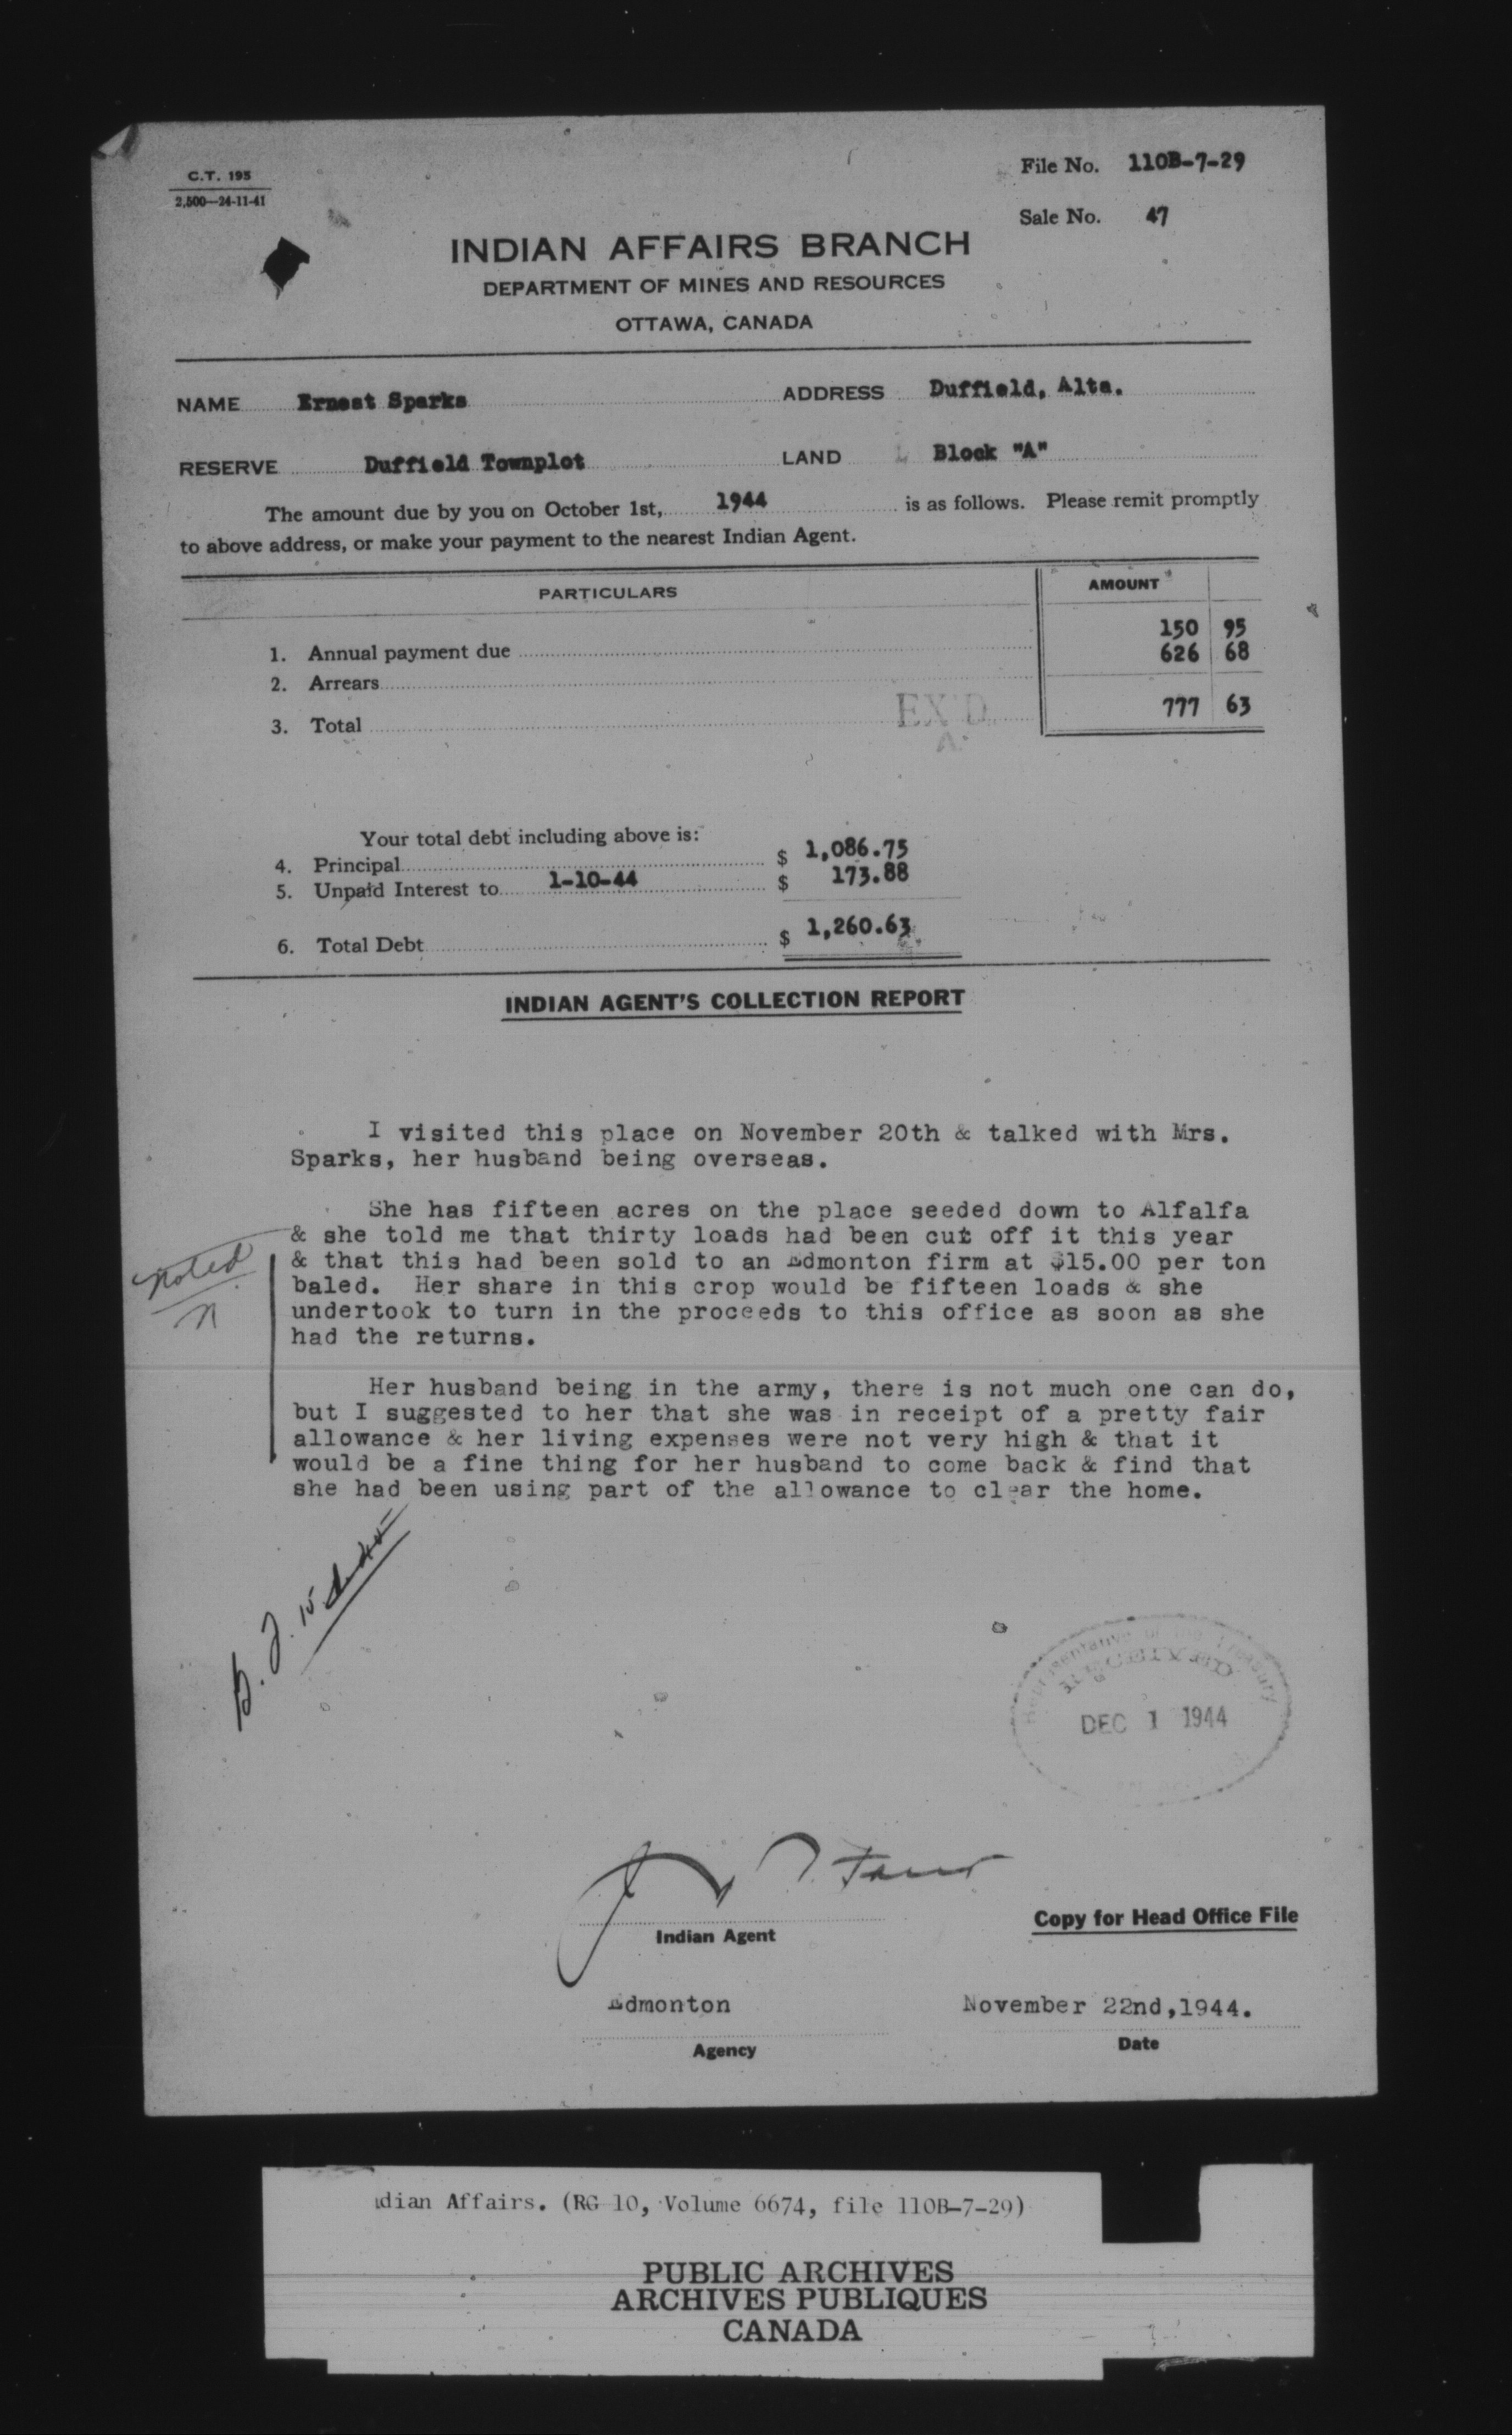 C.T. 195
2,500—24-11-41
File No. 110B-7-29
Sale No. 47
INDIAN AFFAIRS BRANCH
DEPARTMENT OF MINES AND RESOURCES
OTTAWA, CANADA
NAME Ernest Sparks ADDRESS Duffield, Alta.
RESERVE Duffield Townplot LAND Block "A"
The amount due by you on October 1st, 1944 is as follows. Please remit promptly
to above address, or make your payment to the nearest Indian Agent.
PARTICULARS AMOUNT
1. Annual payment due 150 95
2. Arrears 626 68
3. Total 777 63
EX'D
A.
Your total debt including above is:
4. Principal $ 1,086.75
5. Unpaid Interest to 1-10-44 $ 173.88
6. Total Debt $ 1,260.63
INDIAN AGENT'S COLLECTION REPORT
I visited this place on November 20th & talked with Mrs.
Sparks, her husband being overseas.
She has fifteen acres on the place seeded down to Alfalfa
& she told me that thirty loads had been cut off it this year
& that this had been sold to an Edmonton firm at $15.00 per ton
baled. Her share in this crop would be fifteen loads & she
undertook to turn in the proceeds to this office as soon as she
had the returns.
noted
n
Her husband being in the army, there is not much one can do,
but I suggested to her that she was in receipt of a pretty fair
allowance & her living expenses were not very high & that it
would be a fine thing for her husband to come back & find that
she had been using part of the allowance to clear the home.
Representative of the Treasury
RECEIVED
DEC 1 1944
Indian Agent
Copy for Head Office File
Edmonton November 22nd,1944.
Agency Date
dian Affairs. (RG 10, Volume 6674, file 110B-7-29)
PUBLIC ARCHIVES
ARCHIVES PUBLIQUES
CANADA